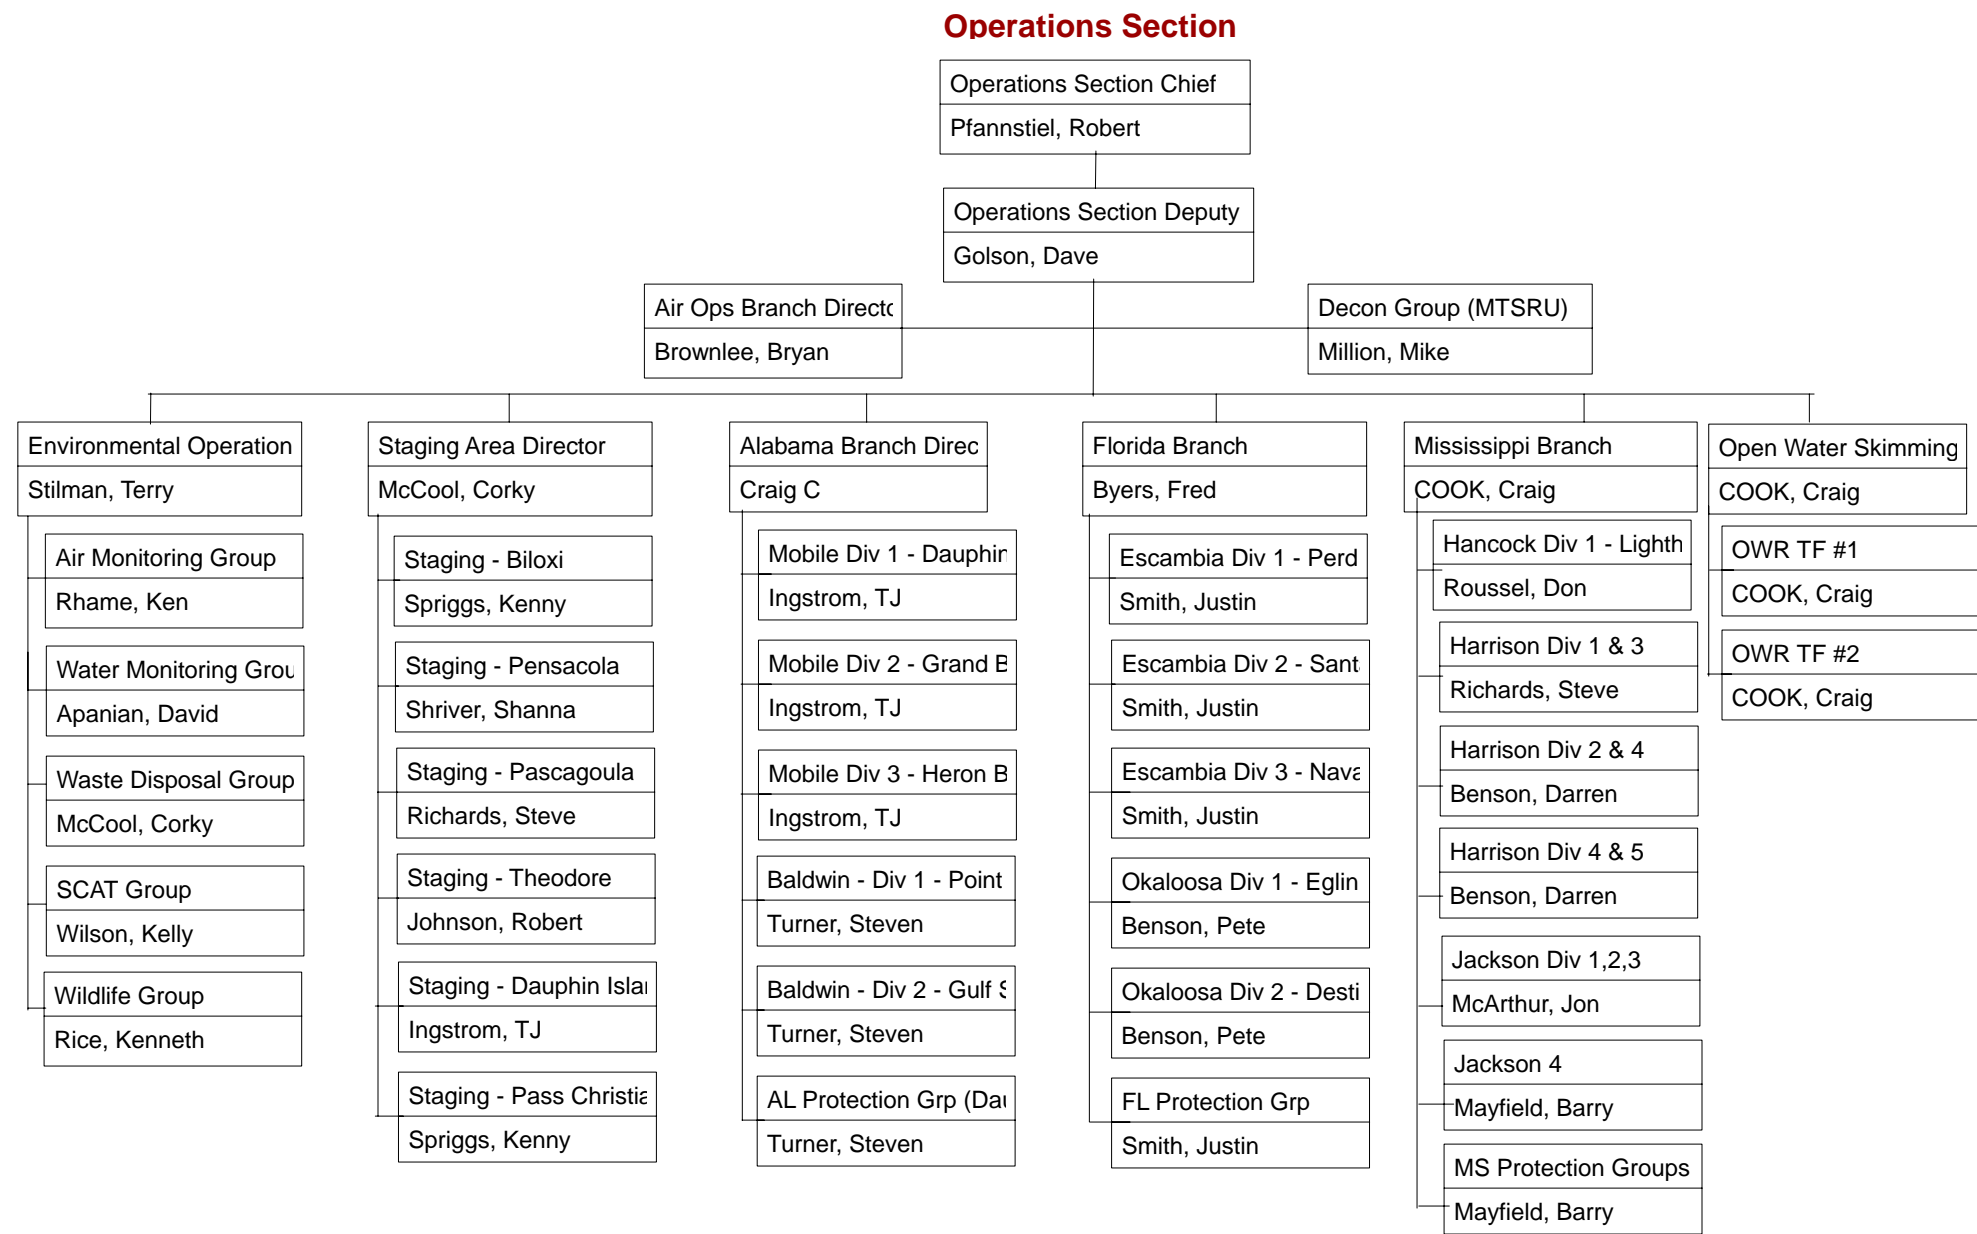 Operations Section
Operations Section Chief
Pfannstiel, Robert
Operations Section Deputy
Golson, Dave
Air Ops Branch Directo
Brownlee, Bryan
Decon Group (MTSRU)
Million, Mike
Environmental Operation
Stilman, Terry
Air Monitoring Group
Rhame, Ken
Water Monitoring Grou
Apanian, David
Waste Disposal Group
McCool, Corky
SCAT Group
Wilson, Kelly
Wildlife Group
Rice, Kenneth
Staging Area Director
McCool, Corky
Staging - Biloxi
Spriggs, Kenny
Staging - Pensacola
Shriver, Shanna
Staging - Pascagoula
Richards, Steve
Staging - Theodore
Johnson, Robert
Staging - Dauphin Islan
Ingstrom, TJ
Staging - Pass Christia
Spriggs, Kenny
Alabama Branch Direc
Craig C
Mobile Div 1 - Dauphin
Ingstrom, TJ
Mobile Div 2 - Grand B
Ingstrom, TJ
Mobile Div 3 - Heron B
Ingstrom, TJ
Baldwin - Div 1 - Point
Turner, Steven
Baldwin - Div 2 - Gulf S
Turner, Steven
AL Protection Grp (Dau
Turner, Steven
Florida Branch
Byers, Fred
Escambia Div 1 - Perd
Smith, Justin
Escambia Div 2 - Sant
Smith, Justin
Escambia Div 3 - Nava
Smith, Justin
Okaloosa Div 1 - Eglin
Benson, Pete
Okaloosa Div 2 - Desti
Benson, Pete
FL Protection Grp
Smith, Justin
Mississippi Branch
COOK, Craig
Hancock Div 1 - Lighth
Roussel, Don
Harrison Div 1 & 3
Richards, Steve
Harrison Div 2 & 4
Benson, Darren
Harrison Div 4 & 5
Benson, Darren
Jackson Div 1,2,3
McArthur, Jon
Jackson 4
Mayfield, Barry
MS Protection Groups
Mayfield, Barry
Open Water Skimming
COOK, Craig
OWR TF #1
COOK, Craig
OWR TF #2
COOK, Craig